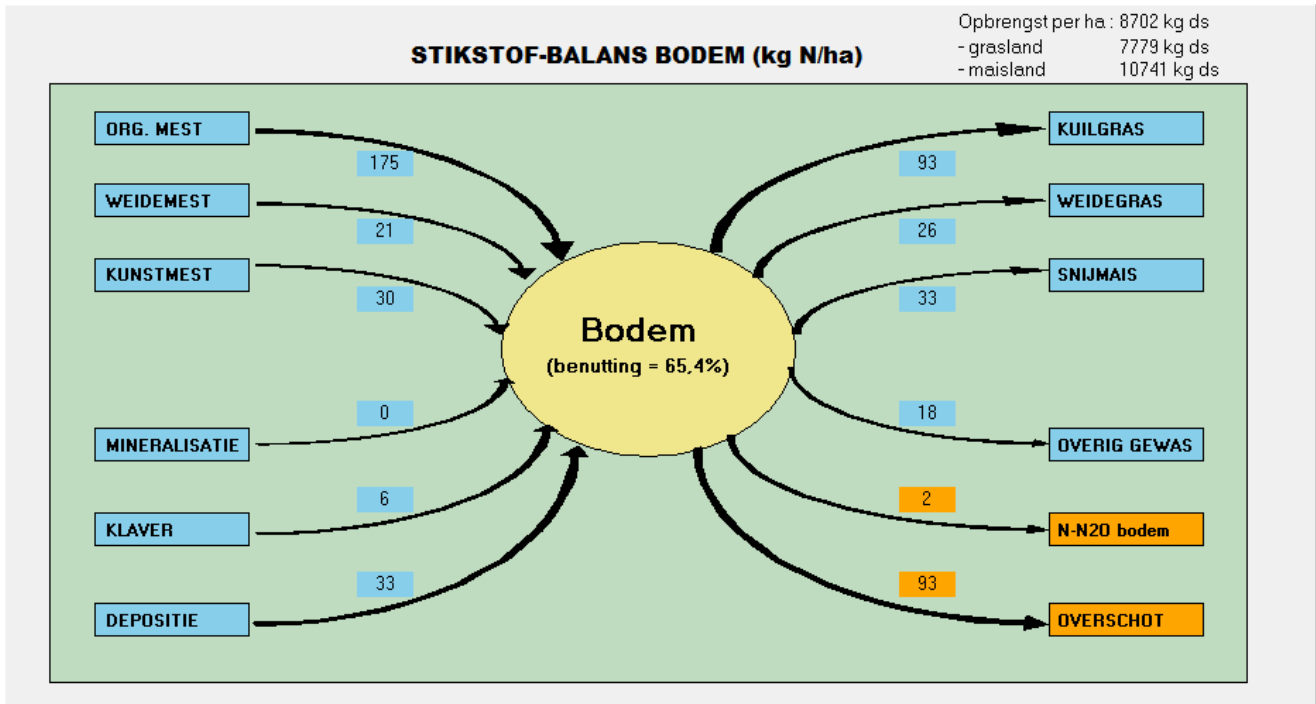 Opbrengst per ha : 8702 kg ds
- grasland 7779 kg ds
- maisland 10741 kg ds
STIKSTOF-BALANS BODEM (kg N/ha)
ORG. MEST
175
WEIDEMEST
21
KUNSTMEST
30
MINERALISATIE
0
KLAVER
6
DEPOSITIE
33
Bodem
(benutting = 65,4%)
KUILGRAS
93
WEIDEGRAS
26
SNIJMAIS
33
OVERIG GEWAS
18
N-N2O bodem
2
OVERSCHOT
93